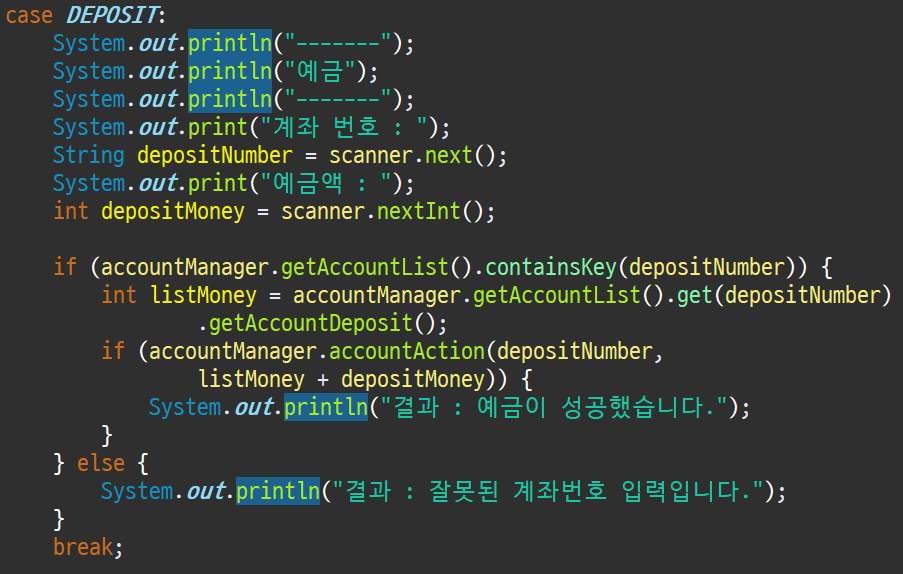 case DEPOSIT:
    System.out.println("-------");
    System.out.println("예금");
    System.out.println("-------");
    System.out.print("계좌 번호 : ");
    String depositNumber = scanner.next();
    System.out.print("예금액 : ");
    int depositMoney = scanner.nextInt();

    if (accountManager.getAccountList().containsKey(depositNumber)) {
        int listMoney = accountManager.getAccountList().get(depositNumber)
                .getAccountDeposit();
        if (accountManager.accountAction(depositNumber,
                listMoney + depositMoney)) {
            System.out.println("결과 : 예금이 성공했습니다.");
        }
    } else {
        System.out.println("결과 : 잘못된 계좌번호 입력입니다.");
    }
    break;